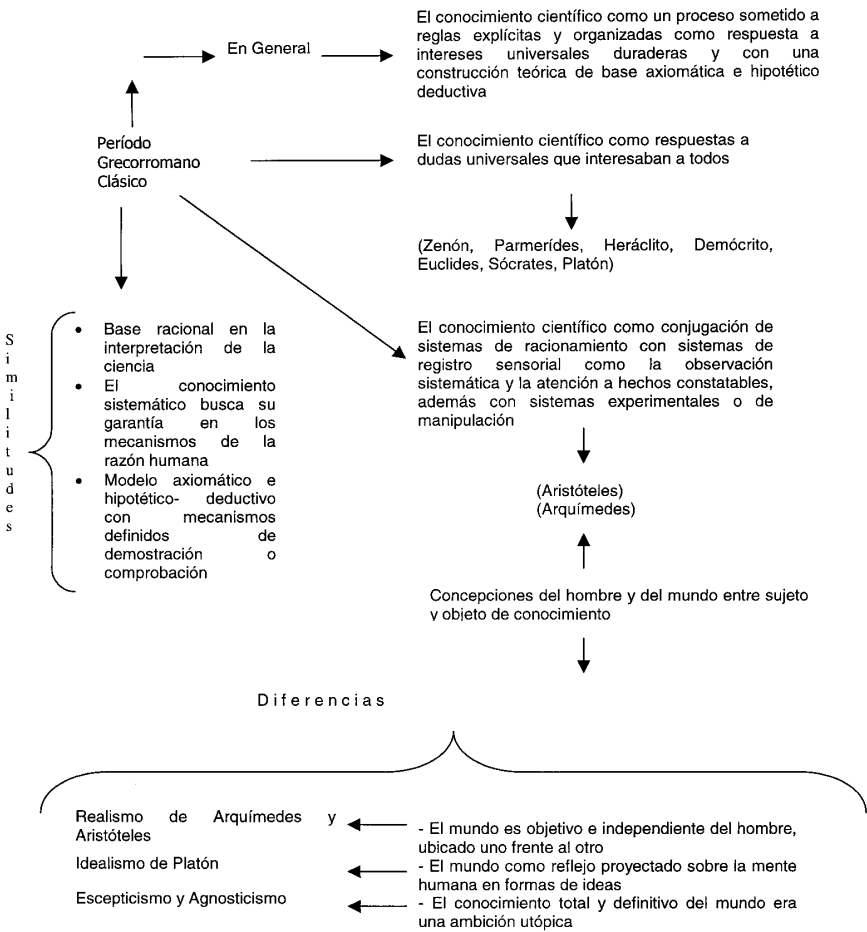 En General
El conocimiento científico como un proceso sometido a
reglas explícitas y organizadas como respuesta a
intereses universales duraderas y con una
construcción teórica de base axiomática e hipotético
deductiva
Período
Grecorromano
Clásico
El conocimiento científico como respuestas a
dudas universales que interesaban a todos
(Zenón, Parmerídes, Heráclito, Demócrito,
Euclides, Sócrates, Platón)
Similitudes
• Base racional en la
interpretación de la
ciencia
• El conocimiento
sistemático busca su
garantía en los
mecanismos de la
razón humana
• Modelo axiomático e
hipotético- deductivo
con mecanismos
definidos de
demostración o
comprobación
El conocimiento científico como conjugación de
sistemas de racionamiento con sistemas de
registro sensorial como la observación
sistemática y la atención a hechos constatables,
además con sistemas experimentales o de
manipulación
(Aristóteles)
(Arquímedes)
Concepciones del hombre y del mundo entre sujeto
y objeto de conocimiento
Diferencias
Realismo de Arquímedes y
Aristóteles
- El mundo es objetivo e independiente del hombre,
ubicado uno frente al otro
Idealismo de Platón
- El mundo como reflejo proyectado sobre la mente
humana en formas de ideas
Escepticismo y Agnosticismo
- El conocimiento total y definitivo del mundo era
una ambición utópica